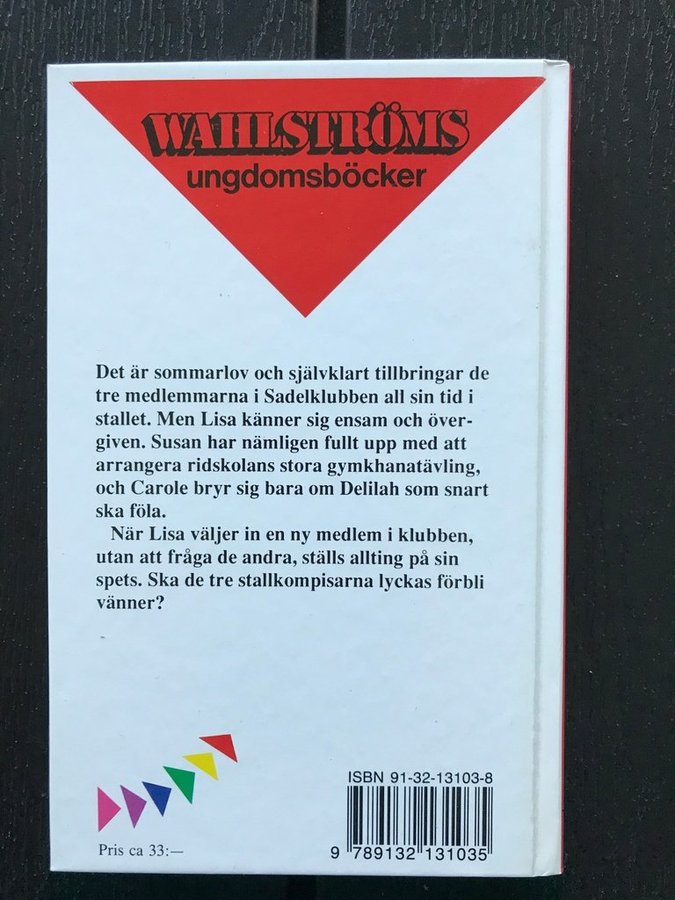 WAHLSTRÖMS
ungdomsböcker
Det är sommarlov och självklart tillbringar de
tre medlemmarna i Sadelklubben all sin tid i
stallet. Men Lisa känner sig ensam och över-
given. Susan har nämligen fullt upp med att
arrangera ridskolans stora gymkhanatävling,
och Carole bryr sig bara om Delilah som snart
ska föla.
När Lisa väljer in en ny medlem i klubben,
utan att fråga de andra, ställs allting på sin
spets. Ska de tre stallkompisarna lyckas förbli
vänner?
ISBN 91-32-13103-8
Pris ca 33:—
9 789132 131035